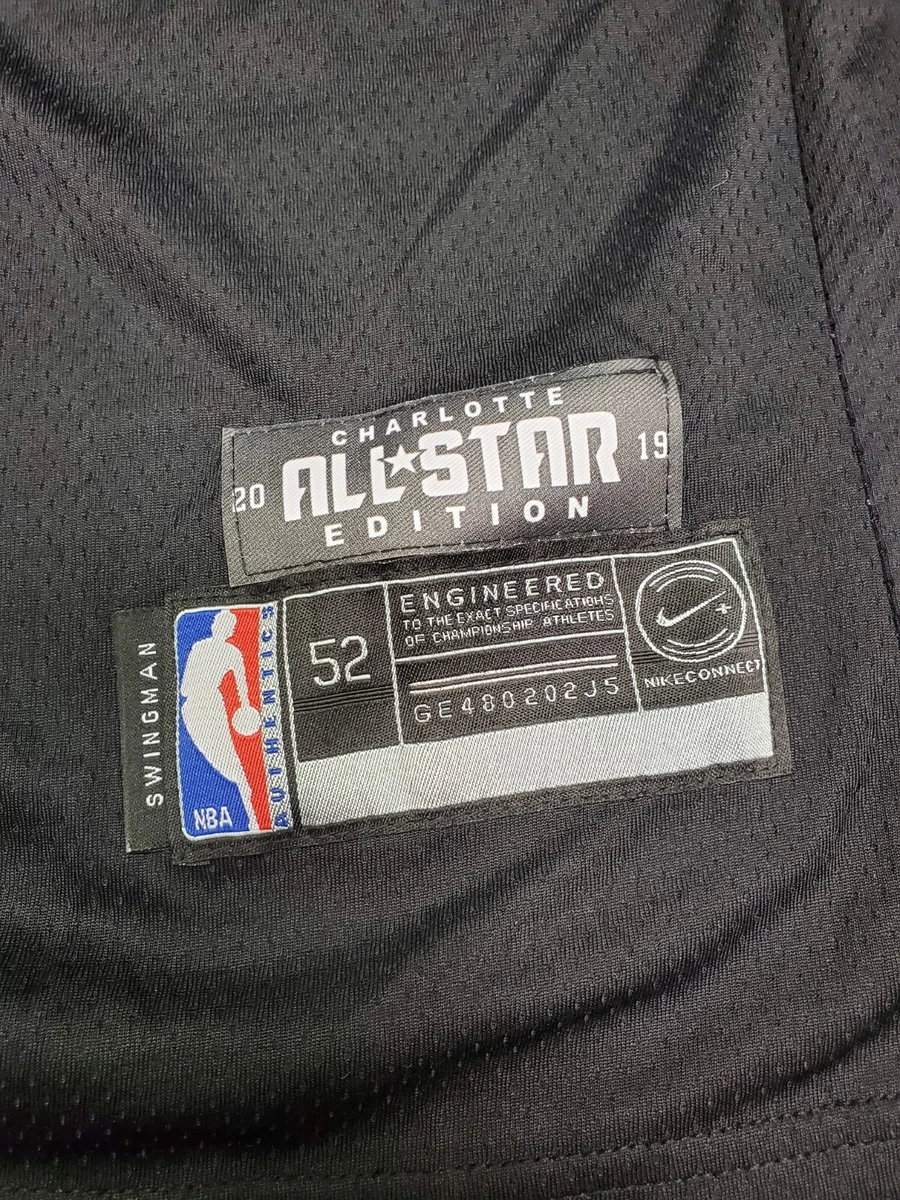 CHARLOTTE
20 ALL★STAR 19
EDITION
SWINGMAN
NBA
AUTHENTICS
52
ENGINEERED
TO THE EXACT SPECIFICATIONS
OF CHAMPIONSHIP ATHLETES
GE480202J5
NIKECONNECT